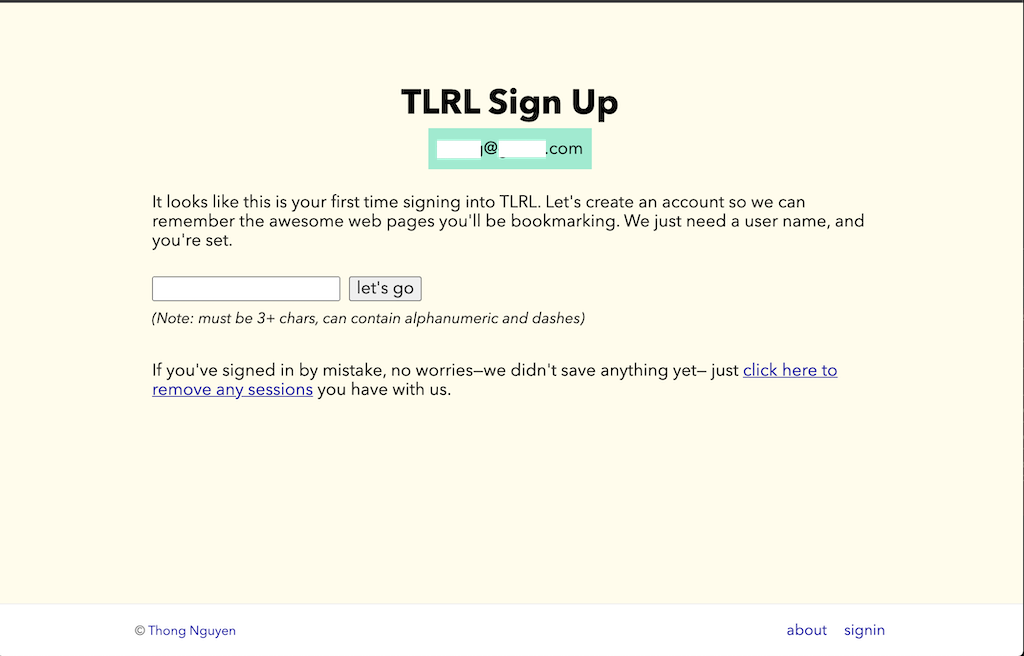 TLRL Sign Up
@ .com
It looks like this is your first time signing into TLRL. Let's create an account so we can
remember the awesome web pages you'll be bookmarking. We just need a user name, and
you're set.
let's go
(Note: must be 3+ chars, can contain alphanumeric and dashes)
If you've signed in by mistake, no worries—we didn't save anything yet— just click here to
remove any sessions you have with us.
© Thong Nguyen
about signin